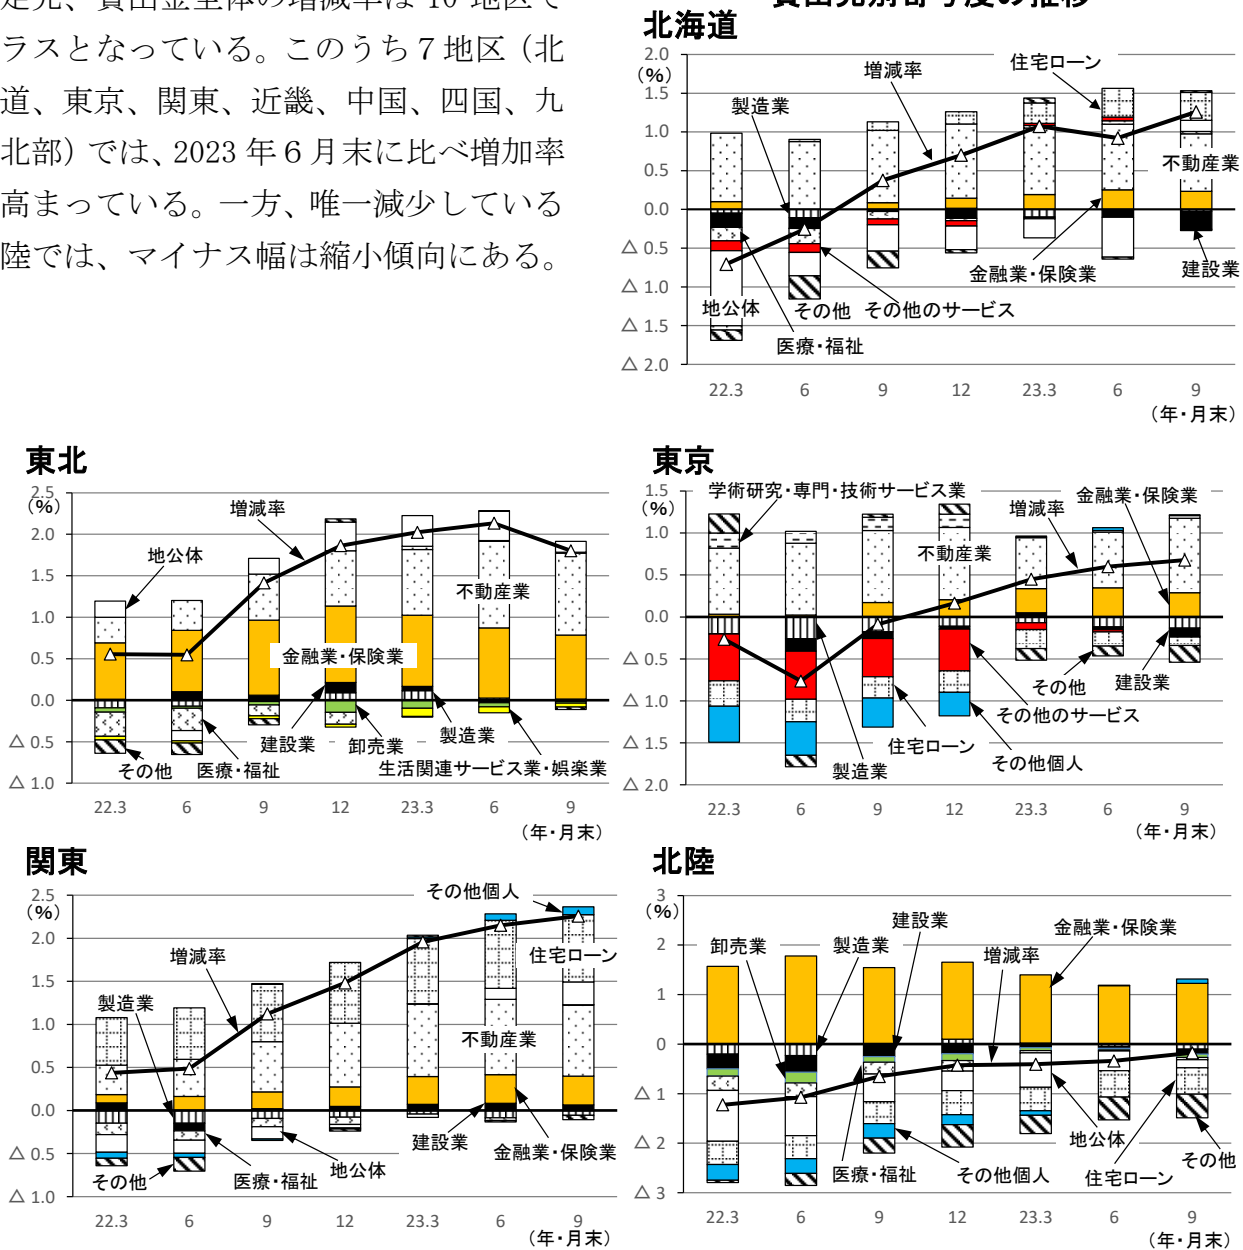 ラスとなっている。このうち７地区（北
道、東京、関東、近畿、中国、四国、九
北部）では、2023 年６月末に比べ増加率
高まっている。一方、唯一減少している
陸では、マイナス幅は縮小傾向にある。
北海道
2.0
(%)
1.5
1.0
0.5
0.0
△ 0.5
△ 1.0
△ 1.5
△ 2.0
製造業
増減率
住宅ローン
不動産業
金融業・保険業
建設業
地公体
その他
その他のサービス
医療・福祉
22.3 6 9 12 23.3 6 9
（年・月末）
東北
2.5
(%)
2.0
1.5
1.0
0.5
0.0
△ 0.5
△ 1.0
増減率
地公体
不動産業
金融業・保険業
建設業
卸売業
製造業
その他
医療・福祉
生活関連サービス業・娯楽業
22.3 6 9 12 23.3 6 9
（年・月末）
東京
1.5
(%)
1.0
0.5
0.0
△ 0.5
△ 1.0
△ 1.5
△ 2.0
学術研究・専門・技術サービス業
増減率
金融業・保険業
不動産業
その他
建設業
その他のサービス
住宅ローン
その他個人
製造業
22.3 6 9 12 23.3 6 9
（年・月末）
関東
2.5
(%)
2.0
1.5
1.0
0.5
0.0
△ 0.5
△ 1.0
その他個人
増減率
住宅ローン
製造業
不動産業
建設業
金融業・保険業
その他
医療・福祉
地公体
22.3 6 9 12 23.3 6 9
（年・月末）
北陸
3
(%)
2
1
0
△ 1
△ 2
△ 3
卸売業
製造業
建設業
増減率
金融業・保険業
医療・福祉
その他個人
地公体
住宅ローン
その他
22.3 6 9 12 23.3 6 9
（年・月末）